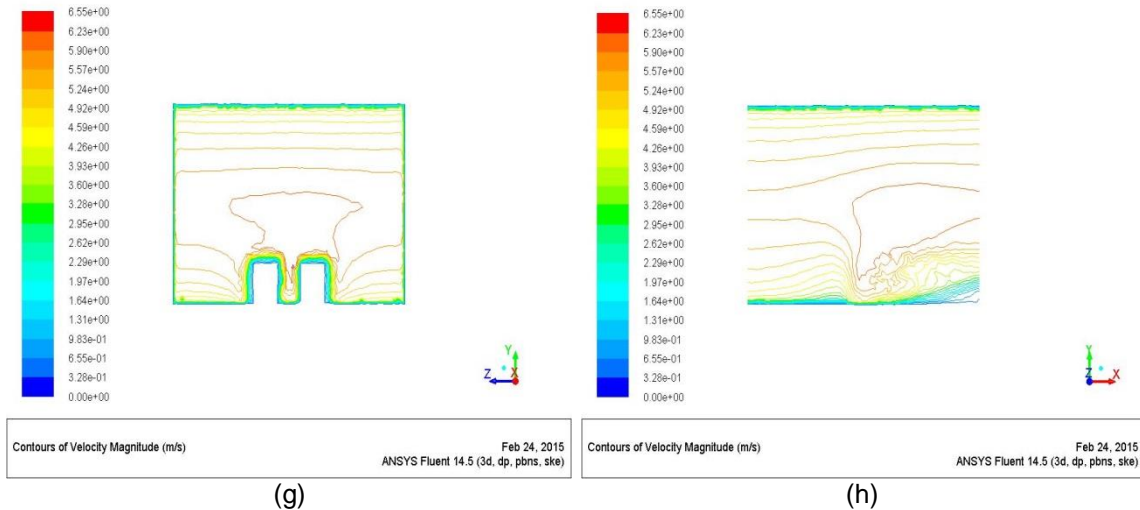 6.55e+00
6.23e+00
5.90e+00
5.57e+00
5.24e+00
4.92e+00
4.59e+00
4.26e+00
3.93e+00
3.60e+00
3.28e+00
2.95e+00
2.62e+00
2.29e+00
1.97e+00
1.64e+00
1.31e+00
9.83e-01
6.55e-01
3.28e-01
0.00e+00
Y
Z X
Contours of Velocity Magnitude (m/s)
Feb 24, 2015
ANSYS Fluent 14.5 (3d, dp, pbns, ske)
(g)
6.55e+00
6.23e+00
5.90e+00
5.57e+00
5.24e+00
4.92e+00
4.59e+00
4.26e+00
3.93e+00
3.60e+00
3.28e+00
2.95e+00
2.62e+00
2.29e+00
1.97e+00
1.64e+00
1.31e+00
9.83e-01
6.55e-01
3.28e-01
0.00e+00
Y
Z X
Contours of Velocity Magnitude (m/s)
Feb 24, 2015
ANSYS Fluent 14.5 (3d, dp, pbns, ske)
(h)